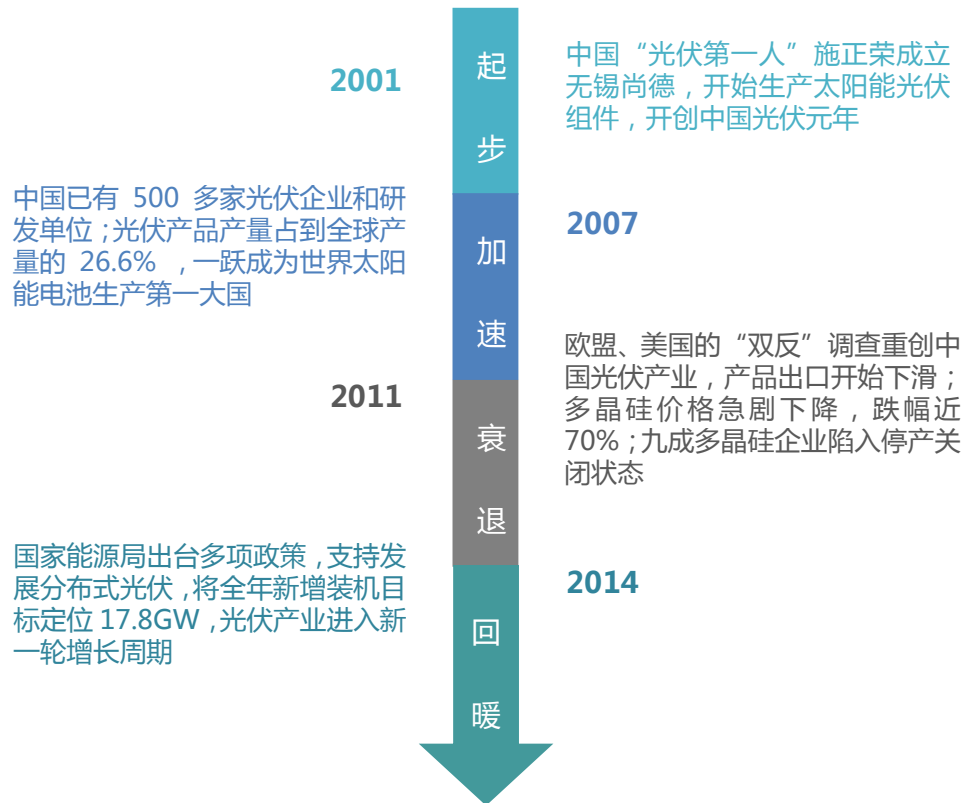 2001
起
步
中国“光伏第一人”施正荣成立
无锡尚德，开始生产太阳能光伏
组件，开创中国光伏元年
中国已有 500 多家光伏企业和研
发单位；光伏产品产量占到全球产
量的 26.6%，一跃成为世界太阳
能电池生产第一大国
加
速
2007
2011
衰
退
欧盟、美国的“双反”调查重创中
国光伏产业，产品出口开始下滑；
多晶硅价格急剧下降，跌幅近
70%；九成多晶硅企业陷入停产关
闭状态
国家能源局出台多项政策，支持发
展分布式光伏，将全年新增装机目
标定位 17.8GW，光伏产业进入新
一轮增长周期
回
暖
2014